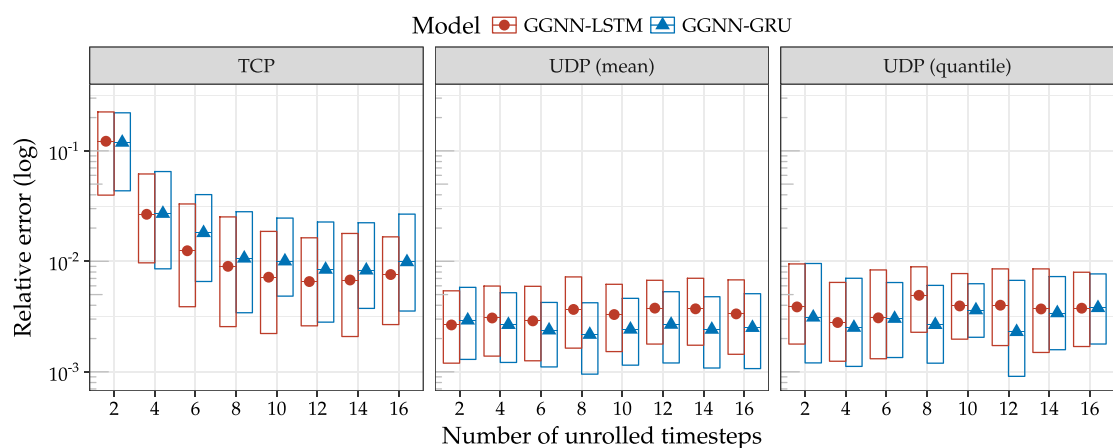 Model GGNN-LSTM GGNN-GRU
TCP UDP (mean) UDP (quantile)
Relative error (log)
10⁻¹
10⁻²
10⁻³
2 4 6 8 10 12 14 16 2 4 6 8 10 12 14 16 2 4 6 8 10 12 14 16
Number of unrolled timesteps